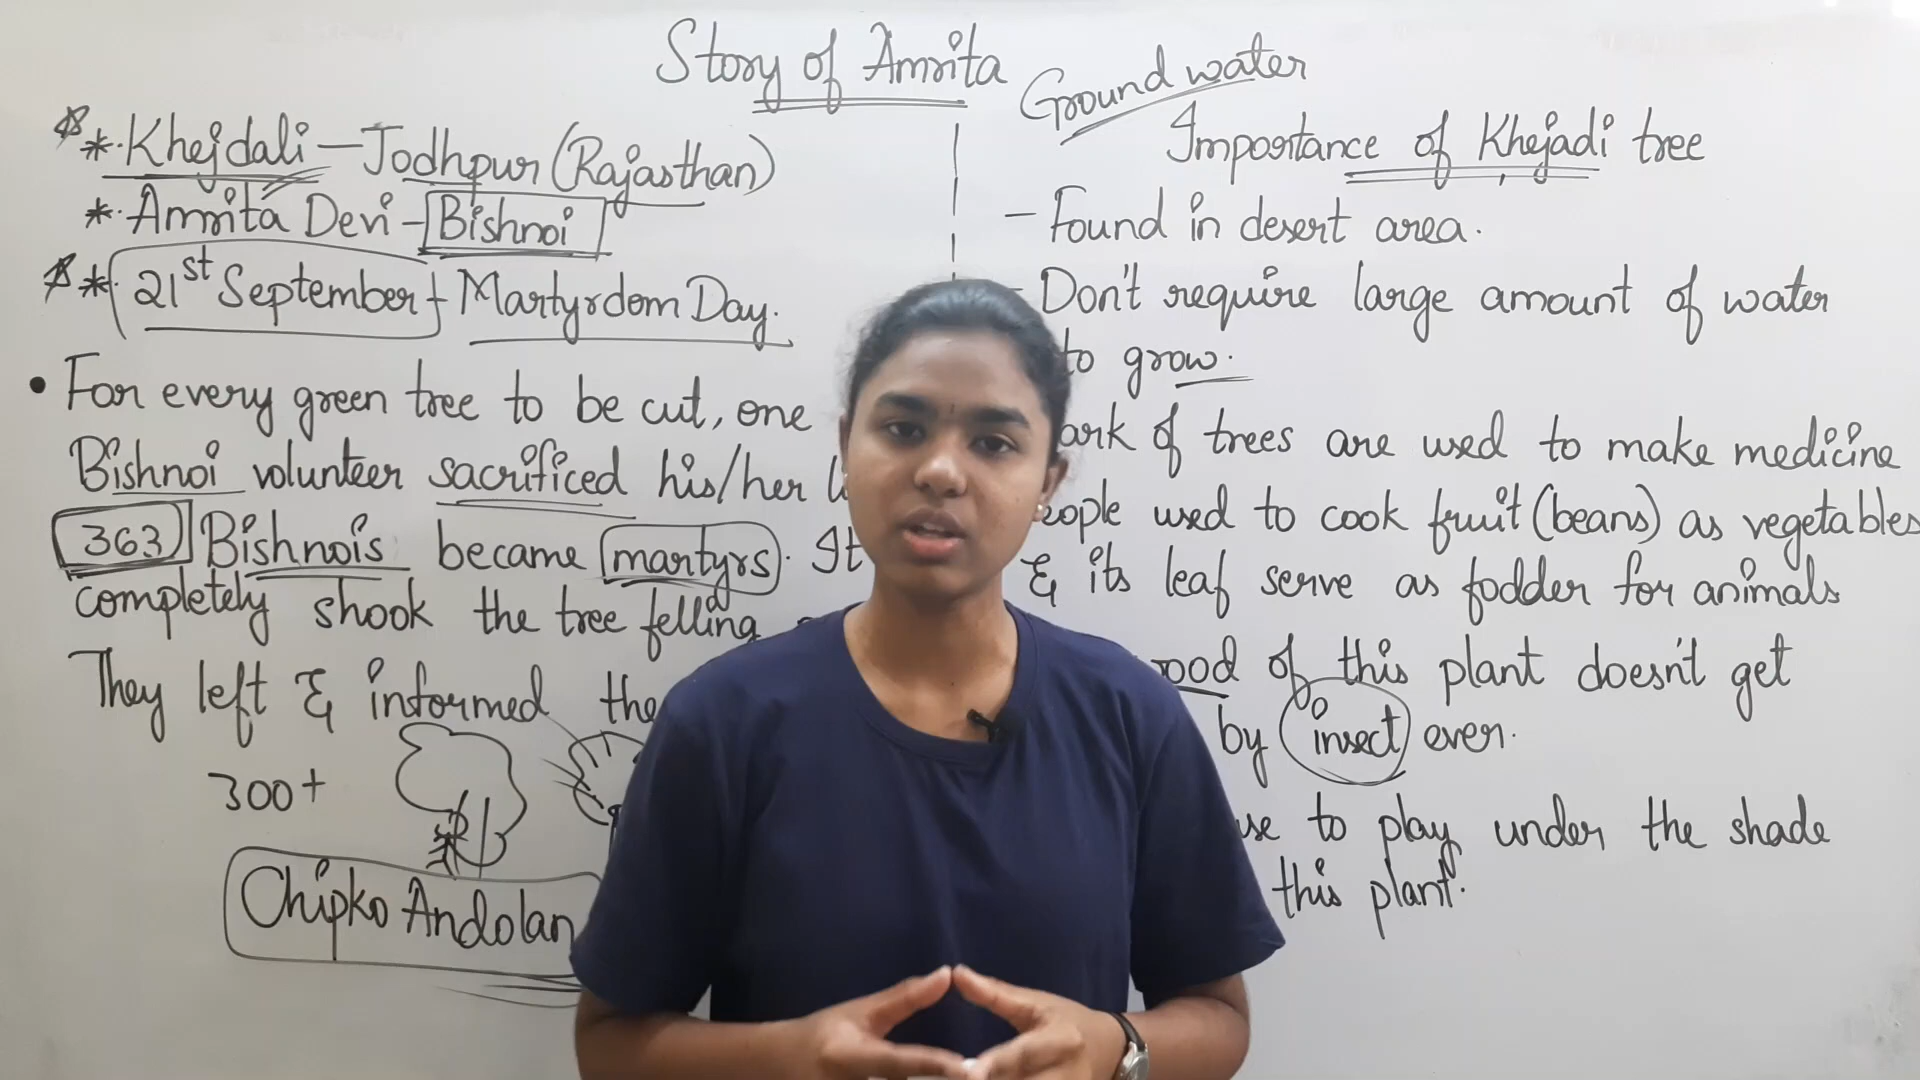 Story of Amrita
* *. Khejdali – Jodhpur (Rajasthan)
*. Amrita Devi – Bishnoi
* *. 21st September – Martyrdom Day.
• For every green tree to be cut, one
Bishnoi volunteer sacrificed his/her
363 Bishnois became martyrs. It
completely shook the tree felling
They left & informed the
300+
Chipko Andolan
Ground water
Importance of Khejadi tree
– Found in desert area.
– Don't require large amount of water
to grow.
of trees are used to make medicine
used to cook fruit (beans) as vegetables
& its leaf serve as fodder for animals
of this plant doesn't get
by insect ever.
to play under the shade
this plant.